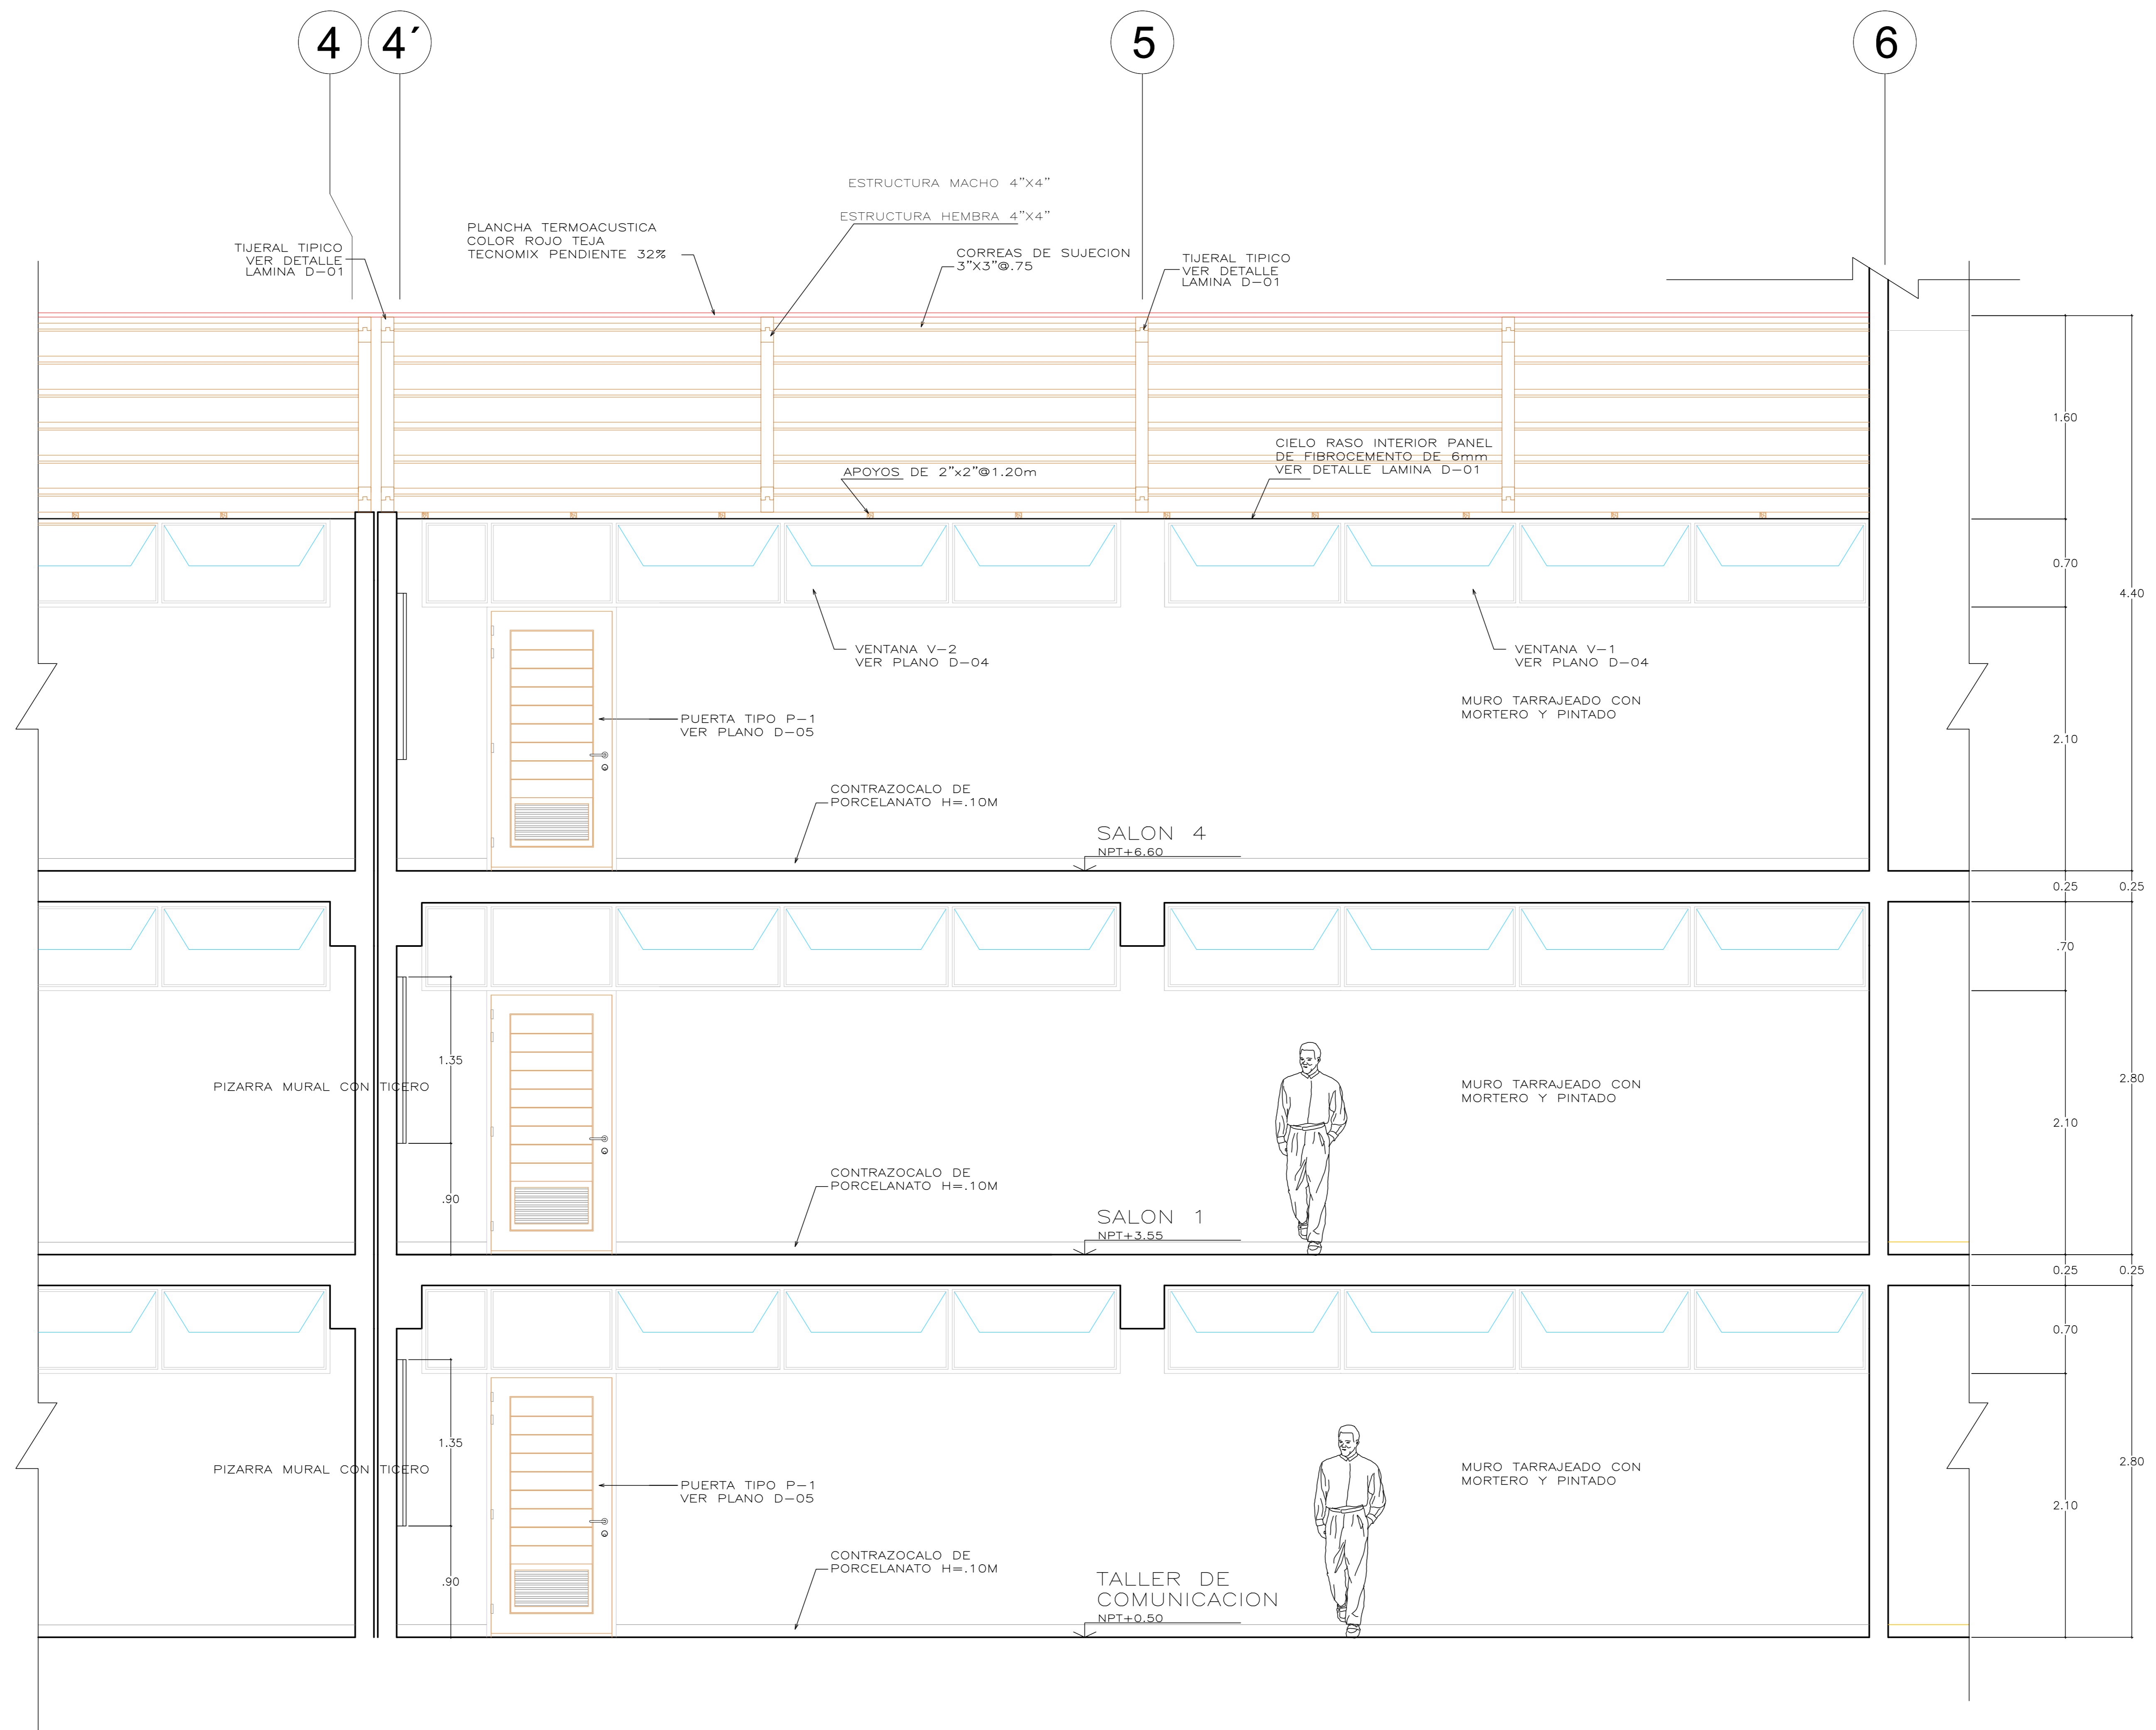 4
4´
5
6
ESTRUCTURA MACHO 4"X4"
ESTRUCTURA HEMBRA 4"X4"
PLANCHA TERMOACUSTICA
COLOR ROJO TEJA
TECNOMIX PENDIENTE 32%
TIJERAL TIPICO
VER DETALLE
LAMINA D-01
CORREAS DE SUJECION
3"X3"@.75
TIJERAL TIPICO
VER DETALLE
LAMINA D-01
1.60
CIELO RASO INTERIOR PANEL
DE FIBROCEMENTO DE 6mm
VER DETALLE LAMINA D-01
APOYOS DE 2"x2"@1.20m
0.70
4.40
VENTANA V-2
VER PLANO D-04
VENTANA V-1
VER PLANO D-04
MURO TARRAJEADO CON
MORTERO Y PINTADO
PUERTA TIPO P-1
VER PLANO D-05
2.10
CONTRAZOCALO DE
PORCELANATO H=.10M
SALON 4
NPT+6.60
0.25
0.25
.70
1.35
PIZARRA MURAL CON TICERO
MURO TARRAJEADO CON
MORTERO Y PINTADO
2.80
2.10
CONTRAZOCALO DE
PORCELANATO H=.10M
.90
SALON 1
NPT+3.55
0.25
0.25
0.70
1.35
PIZARRA MURAL CON TICERO
MURO TARRAJEADO CON
MORTERO Y PINTADO
2.80
PUERTA TIPO P-1
VER PLANO D-05
2.10
CONTRAZOCALO DE
PORCELANATO H=.10M
.90
TALLER DE
COMUNICACION
NPT+0.50